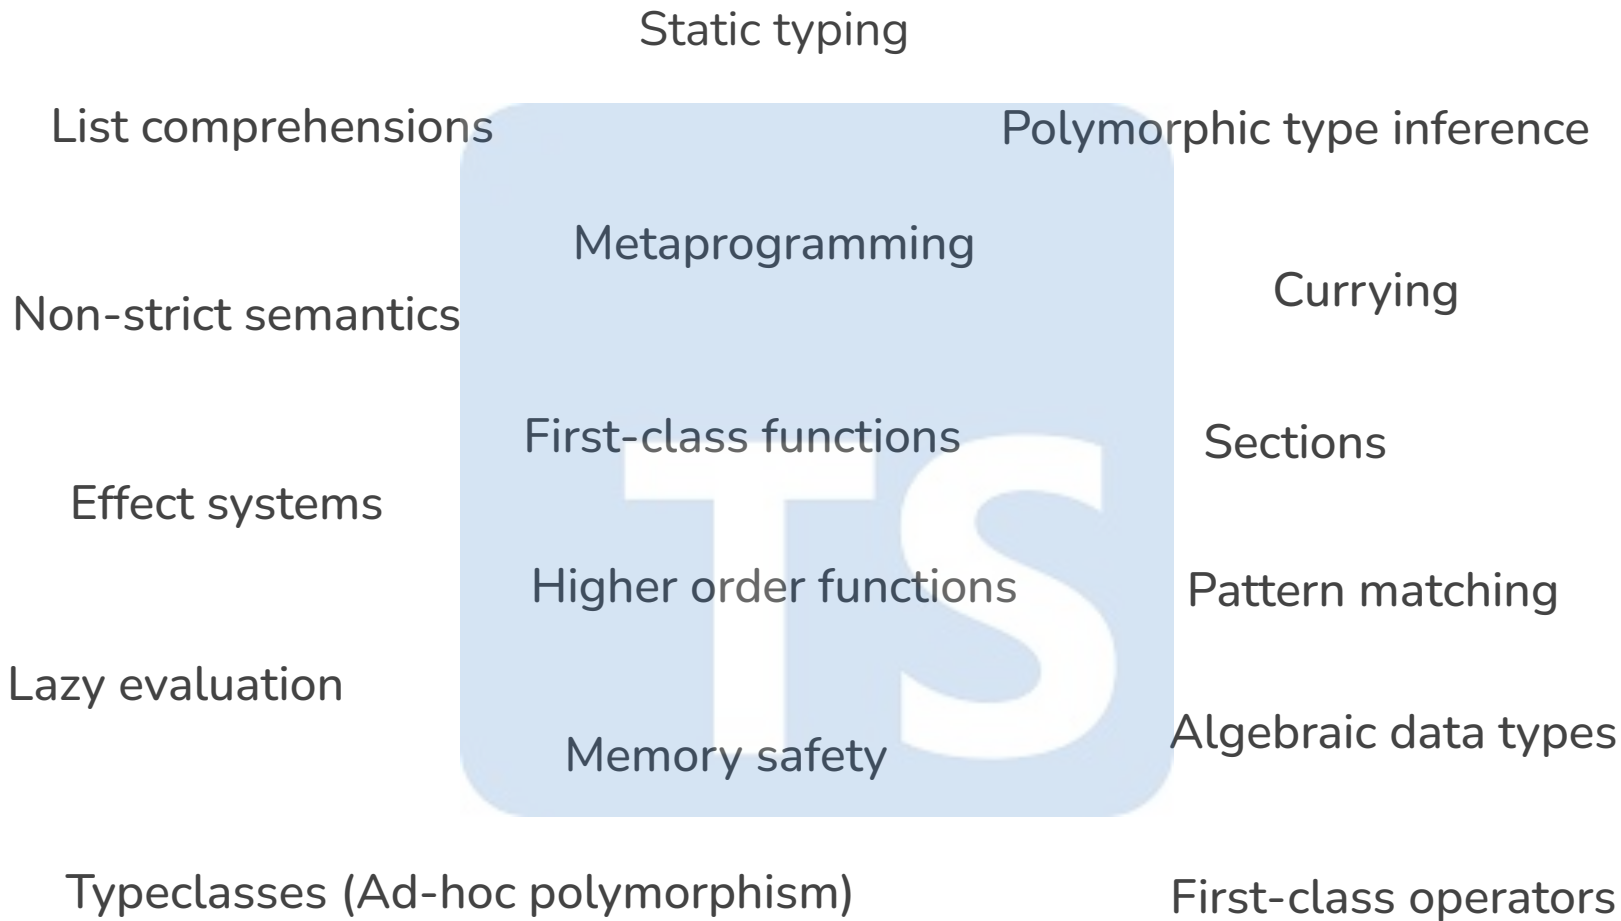 Static typing
List comprehensions
Polymorphic type inference
Metaprogramming
Currying
Non-strict semantics
First-class functions
Sections
Effect systems
Higher order functions
Pattern matching
Lazy evaluation
Algebraic data types
Memory safety
TS
Typeclasses (Ad-hoc polymorphism)
First-class operators